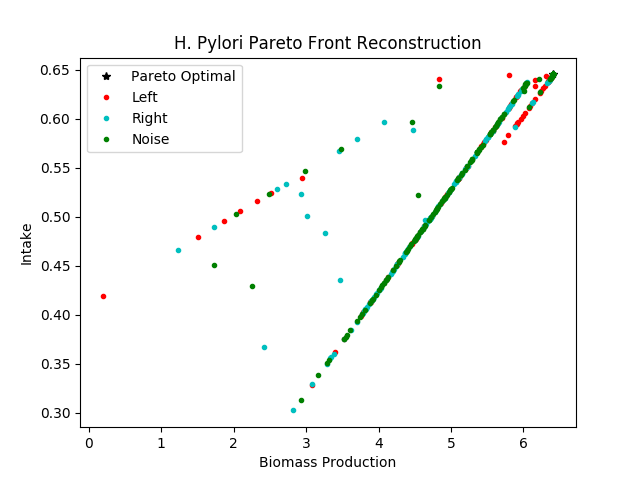 H. Pylori Pareto Front Reconstruction
Pareto Optimal
Left
Right
Noise
Intake
0.65
0.60
0.55
0.50
0.45
0.40
0.35
0.30
0
1
2
3
4
5
6
Biomass Production